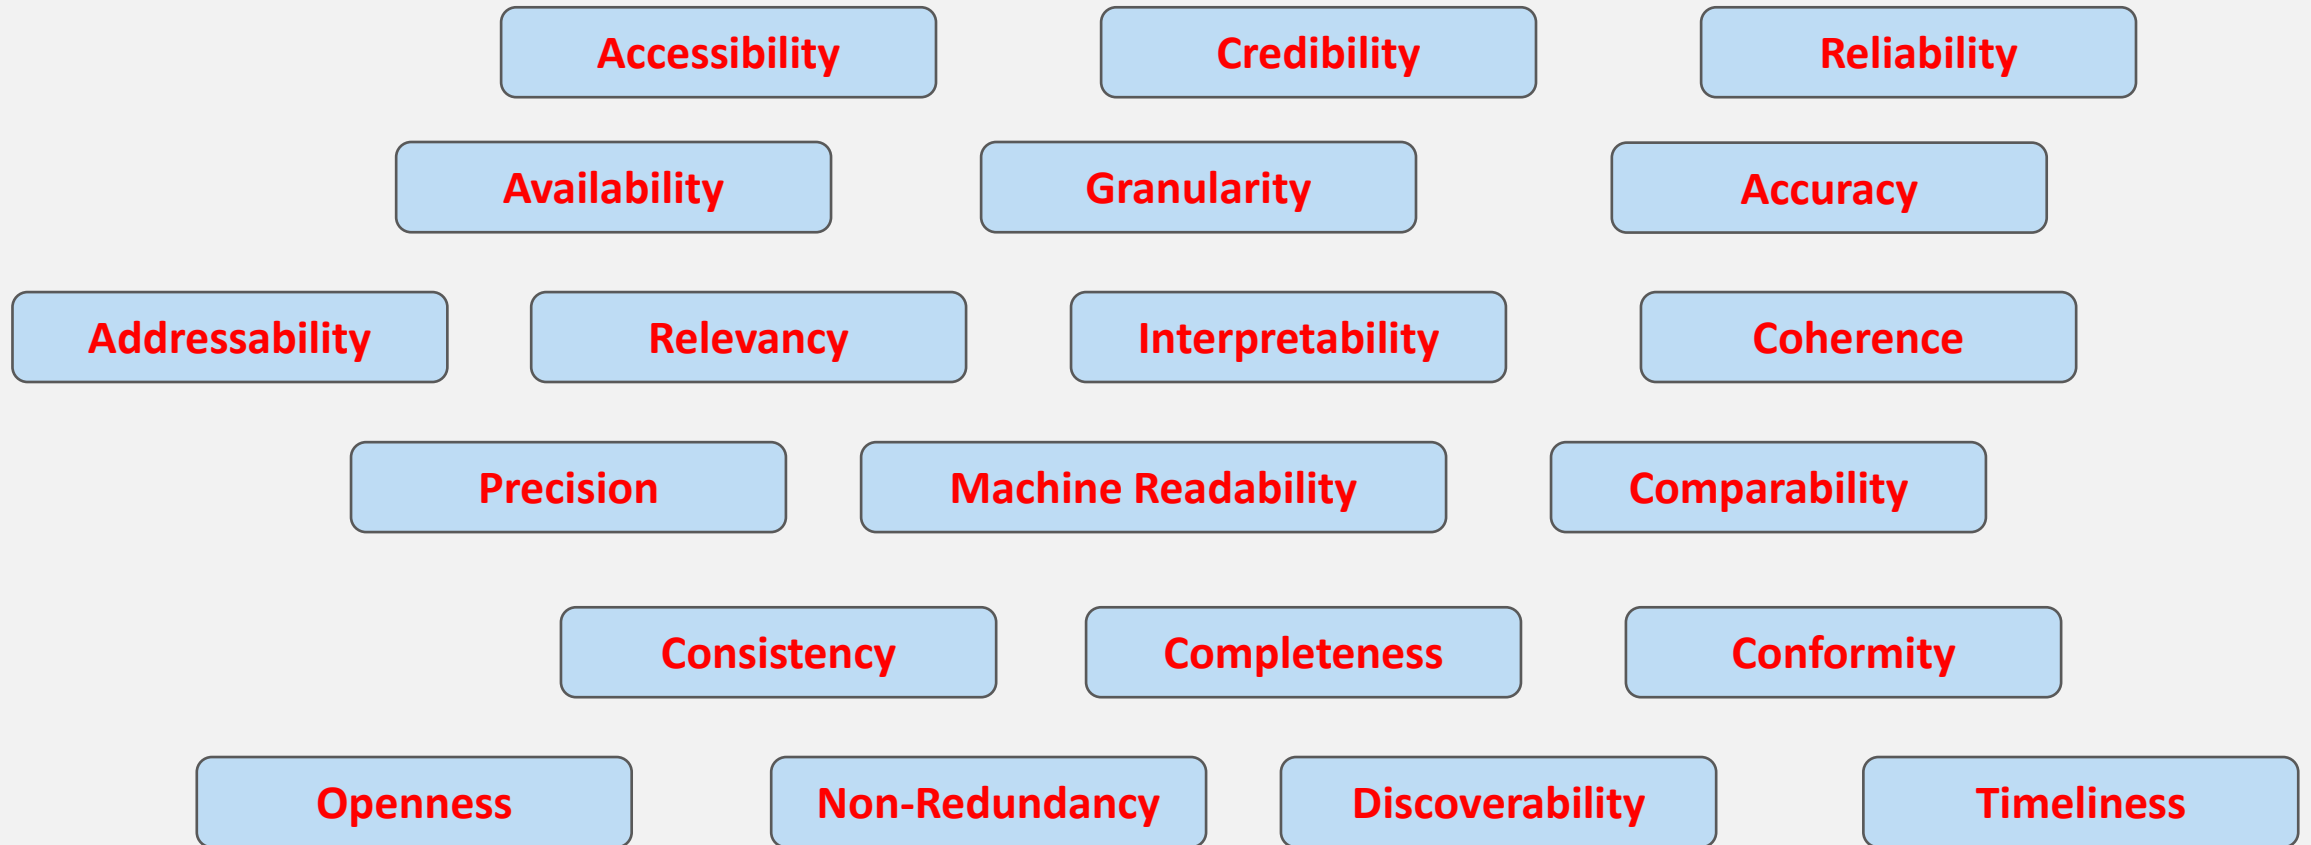 Accessibility
Credibility
Reliability
Availability
Granularity
Accuracy
Addressability
Relevancy
Interpretability
Coherence
Precision
Machine Readability
Comparability
Consistency
Completeness
Conformity
Openness
Non-Redundancy
Discoverability
Timeliness